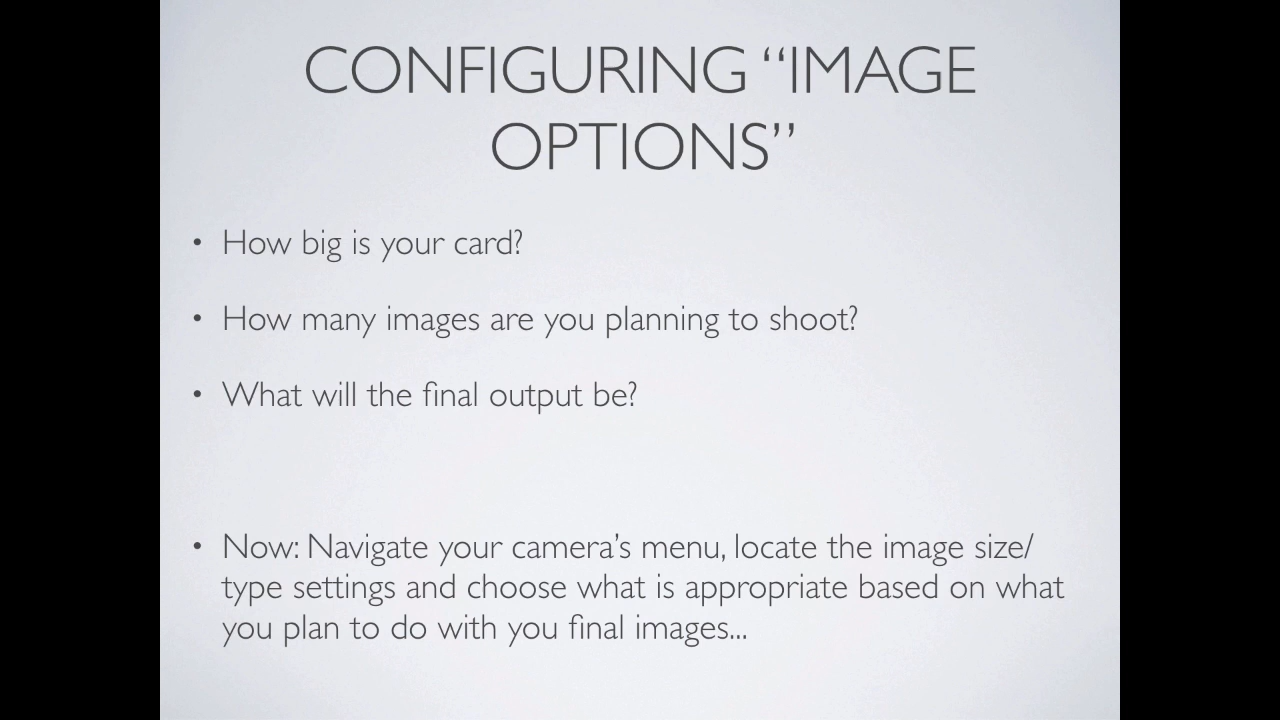 CONFIGURING “IMAGE
OPTIONS”
• How big is your card?
• How many images are you planning to shoot?
• What will the final output be?
• Now: Navigate your camera’s menu, locate the image size/
type settings and choose what is appropriate based on what
you plan to do with you final images...